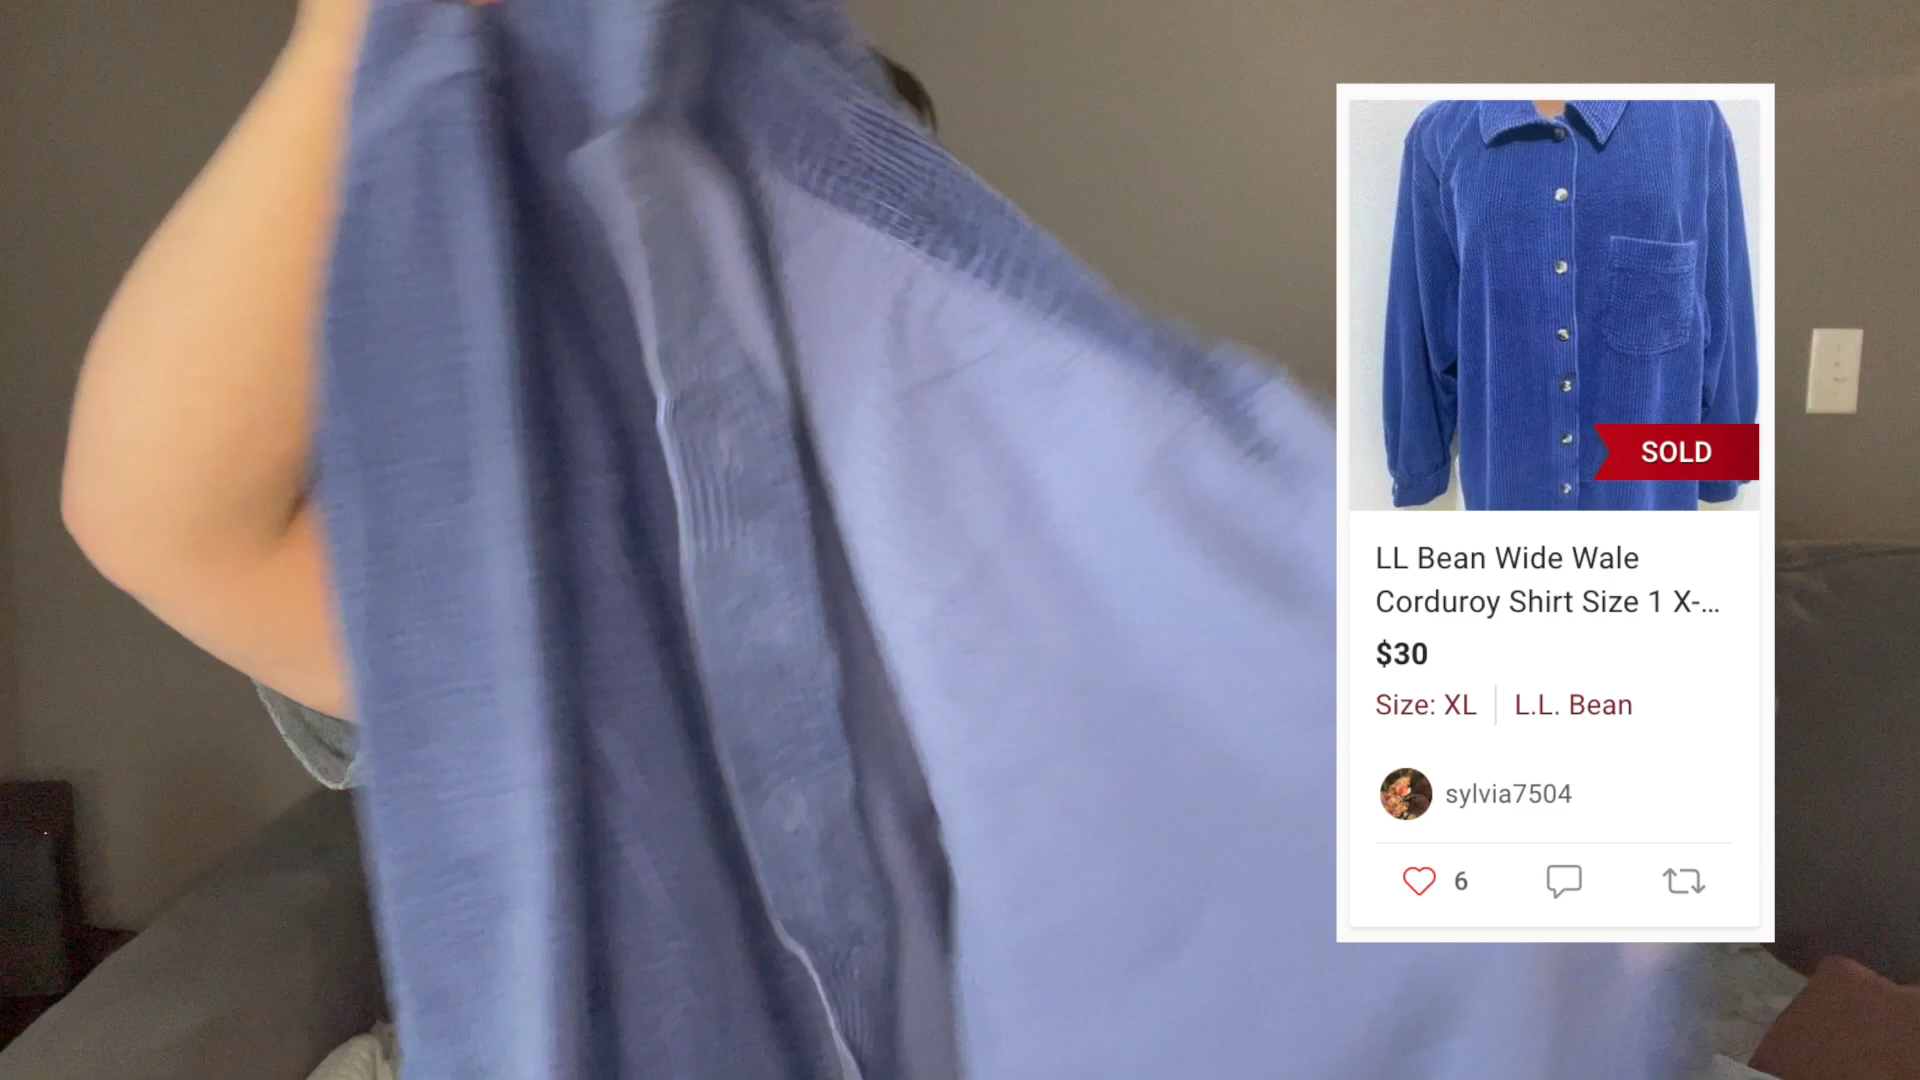 SOLD
LL Bean Wide Wale
Corduroy Shirt Size 1 X-...
$30
Size: XL | L.L. Bean
sylvia7504
6